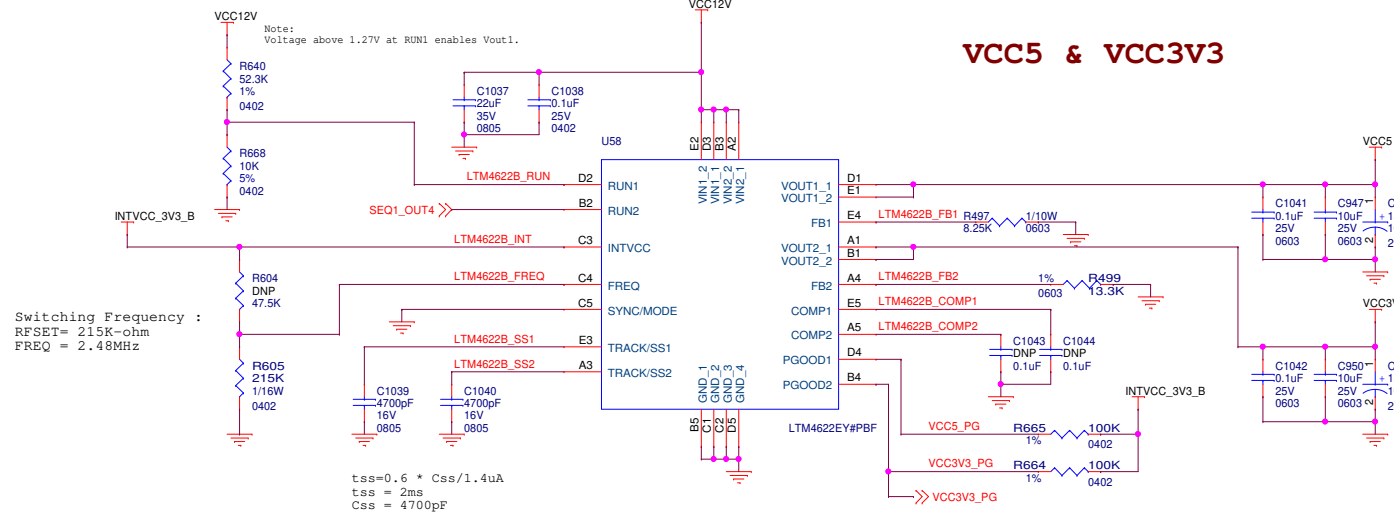 VCC12V
Note:
Voltage above 1.27V at RUN1 enables Vout1.
R640
52.3K
1%
0402
R668
10K
5%
0402
VCC12V
VCC5 & VCC3V3
C1037
22uF
35V
0805
C1038
0.1uF
25V
0402
U58
E2
D3
B3
A2
VIN1_2
VIN1_1
VIN2_2
VIN2_1
LTM4622B_RUN
D2
RUN1
SEQ1_OUT4
B2
RUN2
INTVCC_3V3_B
LTM4622B_INT
C3
INTVCC
R604
DNP
47.5K
LTM4622B_FREQ
C4
FREQ
C5
SYNC/MODE
Switching Frequency :
RFSET= 215K-ohm
FREQ = 2.48MHz
R605
215K
1/16W
0402
LTM4622B_SS1
E3
TRACK/SS1
LTM4622B_SS2
A3
TRACK/SS2
C1039
4700pF
16V
0805
C1040
4700pF
16V
0805
tss=0.6 * Css/1.4uA
tss = 2ms
Css = 4700pF
GND_1
GND_2
GND_3
GND_4
B5
C1
C2
D5
LTM4622EY#PBF
VOUT1_1
D1
VOUT1_2
E1
FB1
E4
LTM4622B_FB1
R497
8.25K
1/10W
0603
VOUT2_1
A1
VOUT2_2
B1
FB2
A4
LTM4622B_FB2
1%
0603
R499
13.3K
COMP1
E5
LTM4622B_COMP1
COMP2
A5
LTM4622B_COMP2
C1043
DNP
0.1uF
C1044
DNP
0.1uF
PGOOD1
D4
PGOOD2
B4
INTVCC_3V3_B
VCC5_PG
R665
1%
100K
0402
VCC3V3_PG
R664
1%
100K
0402
VCC3V3_PG
VCC5
C1041
0.1uF
25V
0603
C947
10uF
25V
0603
1
2
VCC3V
C1042
0.1uF
25V
0603
C950
10uF
25V
0603
1
2